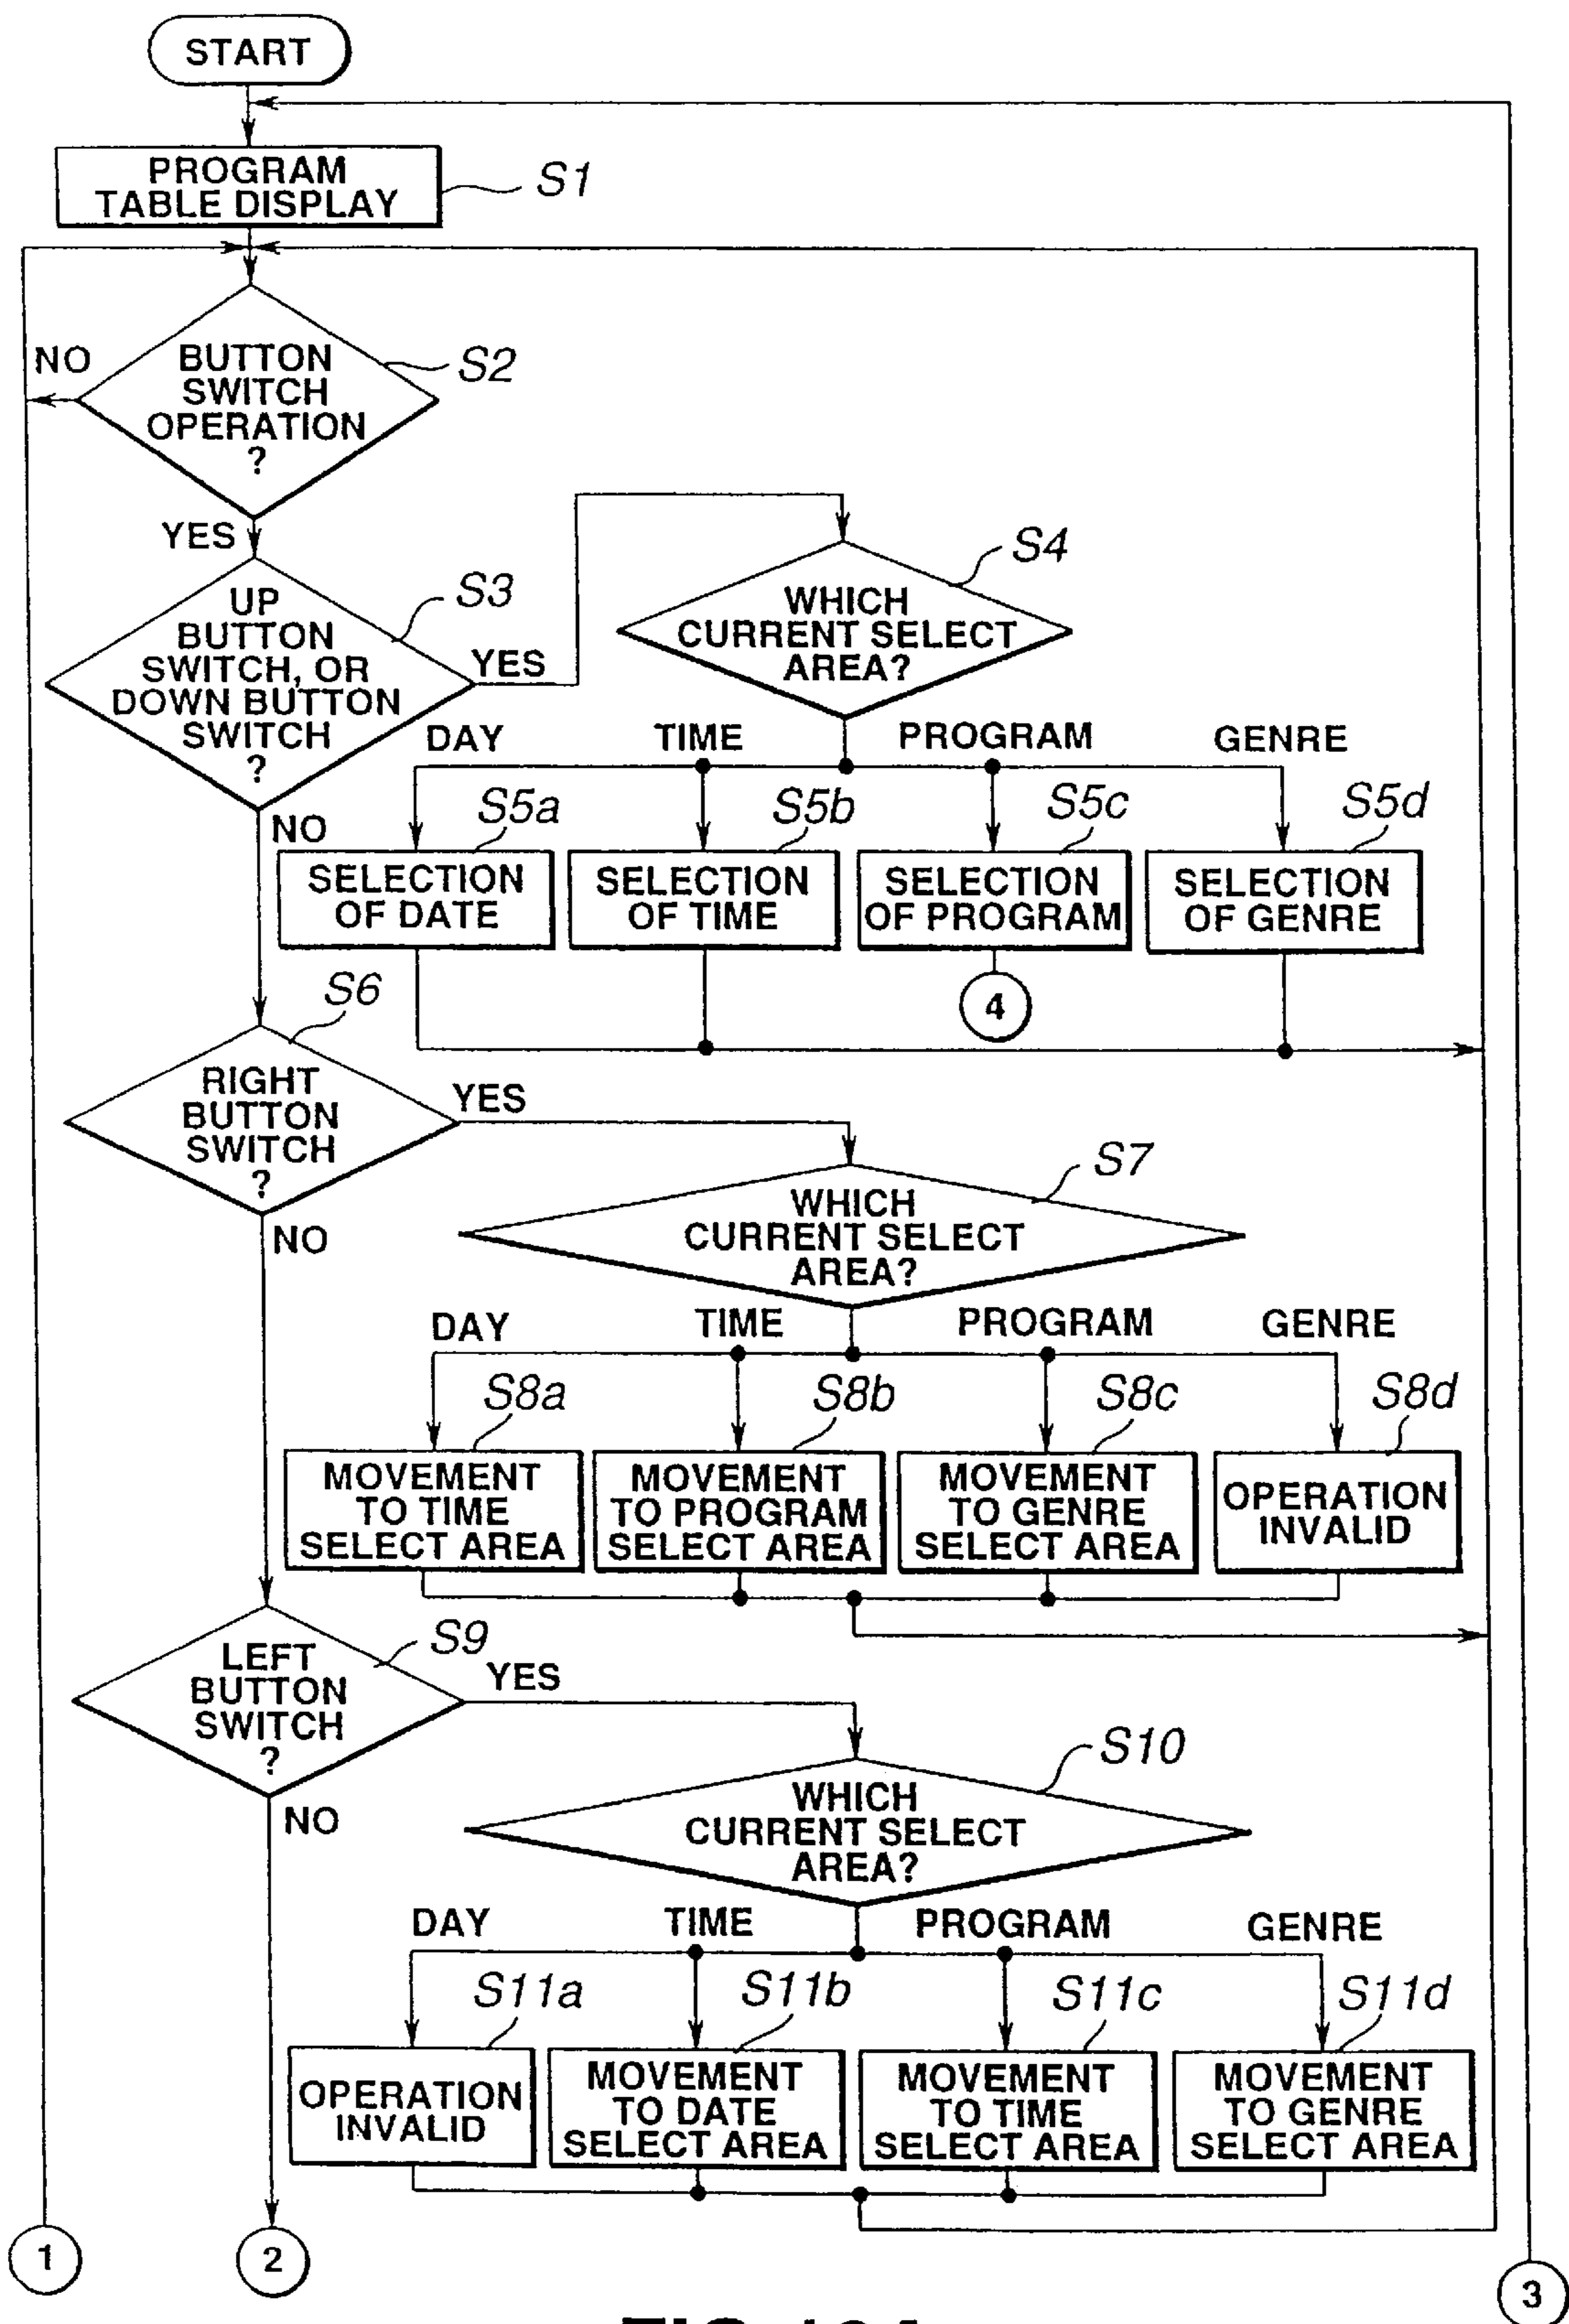 START
PROGRAM
TABLE DISPLAY
S1
NO
BUTTON
SWITCH
OPERATION
?
S2
YES
UP
BUTTON
SWITCH, OR
DOWN BUTTON
SWITCH
?
S3
YES
NO
WHICH
CURRENT SELECT
AREA?
S4
DAY
TIME
PROGRAM
GENRE
S5a
S5b
S5c
S5d
SELECTION
OF DATE
SELECTION
OF TIME
SELECTION
OF PROGRAM
SELECTION
OF GENRE
4
S6
RIGHT
BUTTON
SWITCH
?
YES
NO
S7
WHICH
CURRENT SELECT
AREA?
DAY
TIME
PROGRAM
GENRE
S8a
S8b
S8c
S8d
MOVEMENT
TO TIME
SELECT AREA
MOVEMENT
TO PROGRAM
SELECT AREA
MOVEMENT
TO GENRE
SELECT AREA
OPERATION
INVALID
S9
LEFT
BUTTON
SWITCH
?
YES
NO
S10
WHICH
CURRENT SELECT
AREA?
DAY
TIME
PROGRAM
GENRE
S11a
S11b
S11c
S11d
OPERATION
INVALID
MOVEMENT
TO DATE
SELECT AREA
MOVEMENT
TO TIME
SELECT AREA
MOVEMENT
TO GENRE
SELECT AREA
1
2
3